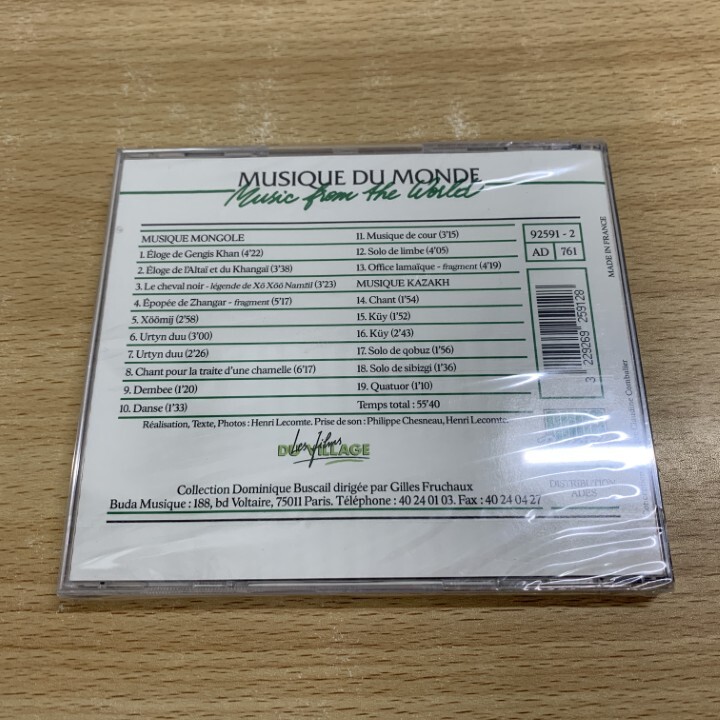 MUSIQUE DU MONDE
Music from the World
MUSIQUE MONGOLE
1. Éloge de Gengis Khan (4'22)
2. Éloge de l'Altaï et du Khangaï (3'38)
3. Le cheval noir - légende de Xö Xöö Namžil (3'23)
4. Épopée de Zhangar - fragment (5'17)
5. Xöömij (2'58)
6. Urtyn duu (3'00)
7. Urtyn duu (2'26)
8. Chant pour la traite d'une chamelle (6'17)
9. Dembee (1'20)
10. Danse (1'33)
11. Musique de cour (3'15)
12. Solo de limbe (4'05)
13. Office lamaïque - fragment (4'19)
MUSIQUE KAZAKH
14. Chant (1'54)
15. Küy (1'52)
16. Küy (2'43)
17. Solo de qobuz (1'56)
18. Solo de sibizgi (1'36)
19. Quatuor (1'10)
Temps total : 55'40
92591 - 2
AD 761
MADE IN FRANCE
3 229269 259128
Réalisation, Texte, Photos : Henri Lecomte. Prise de son : Philippe Chesneau, Henri Lecomte.
Les films
DU VILLAGE
DISTRIBUTION
ADES
Collection Dominique Buscail dirigée par Gilles Fruchaux
Buda Musique : 188, bd Voltaire, 75011 Paris. Téléphone : 40 24 01 03. Fax : 40 24 04 27